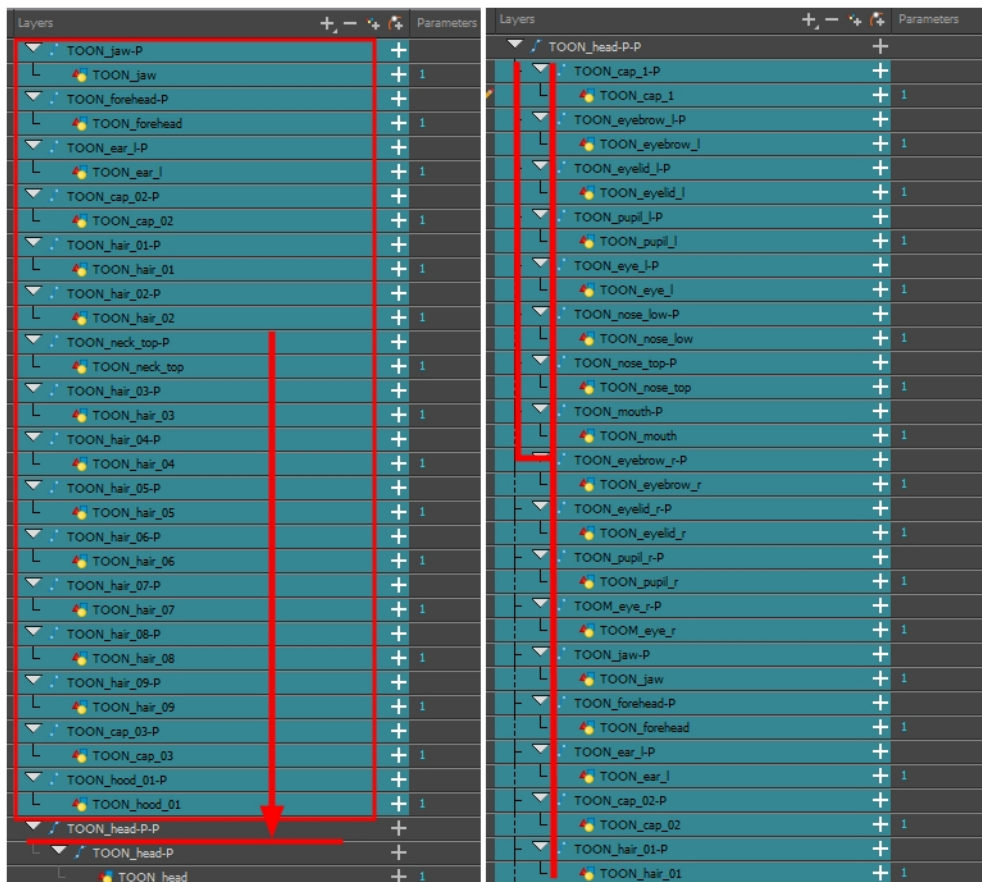 Layers Parameters
TOON_jaw-P
TOON_jaw 1
TOON_forehead-P
TOON_forehead 1
TOON_ear_l-P
TOON_ear_l 1
TOON_cap_02-P
TOON_cap_02 1
TOON_hair_01-P
TOON_hair_01 1
TOON_hair_02-P
TOON_hair_02 1
TOON_neck_top-P
TOON_neck_top 1
TOON_hair_03-P
TOON_hair_03 1
TOON_hair_04-P
TOON_hair_04 1
TOON_hair_05-P
TOON_hair_05 1
TOON_hair_06-P
TOON_hair_06 1
TOON_hair_07-P
TOON_hair_07 1
TOON_hair_08-P
TOON_hair_08 1
TOON_hair_09-P
TOON_hair_09 1
TOON_cap_03-P
TOON_cap_03 1
TOON_hood_01-P
TOON_hood_01 1
TOON_head-P-P
TOON_head-P
TOON_head 1
Layers Parameters
TOON_head-P-P
TOON_cap_1-P
TOON_cap_1 1
TOON_eyebrow_l-P
TOON_eyebrow_l 1
TOON_eyelid_l-P
TOON_eyelid_l 1
TOON_pupil_l-P
TOON_pupil_l 1
TOON_eye_l-P
TOON_eye_l 1
TOON_nose_low-P
TOON_nose_low 1
TOON_nose_top-P
TOON_nose_top 1
TOON_mouth-P
TOON_mouth 1
TOON_eyebrow_r-P
TOON_eyebrow_r 1
TOON_eyelid_r-P
TOON_eyelid_r 1
TOON_pupil_r-P
TOON_pupil_r 1
TOOM_eye_r-P
TOOM_eye_r 1
TOON_jaw-P
TOON_jaw 1
TOON_forehead-P
TOON_forehead 1
TOON_ear_l-P
TOON_ear_l 1
TOON_cap_02-P
TOON_cap_02 1
TOON_hair_01-P
TOON_hair_01 1